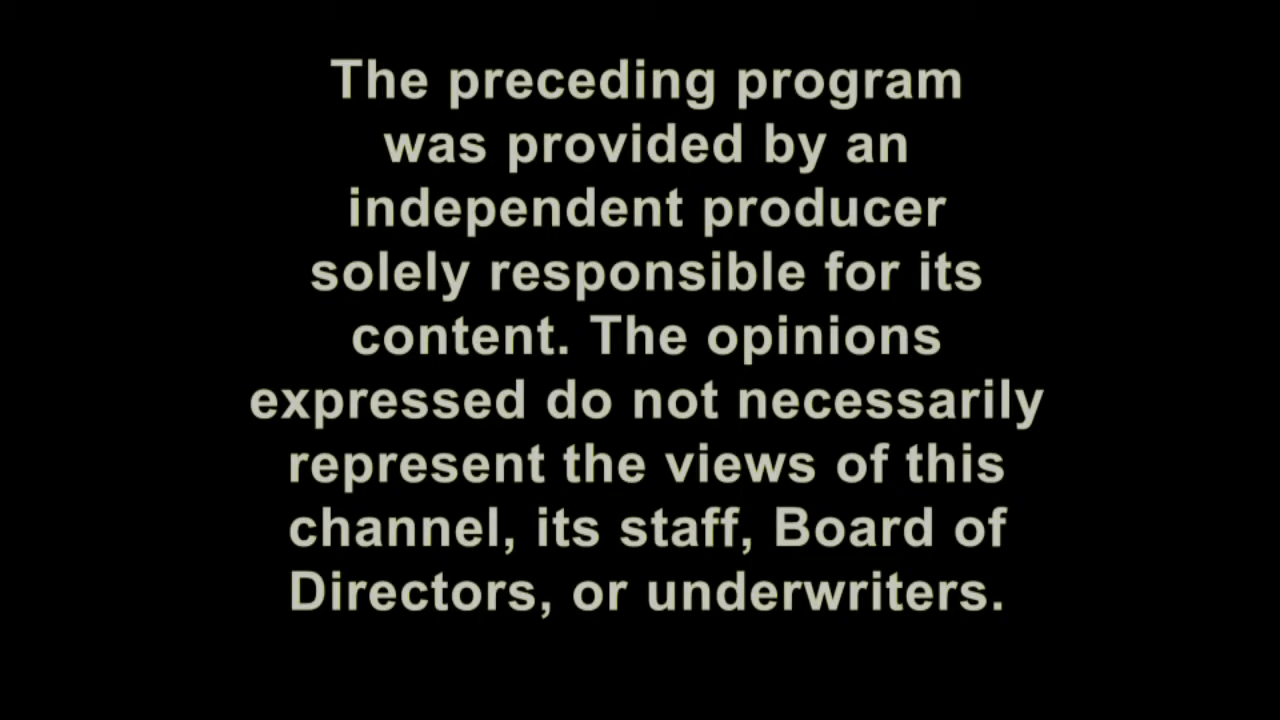 The preceding program
was provided by an
independent producer
solely responsible for its
content. The opinions
expressed do not necessarily
represent the views of this
channel, its staff, Board of
Directors, or underwriters.